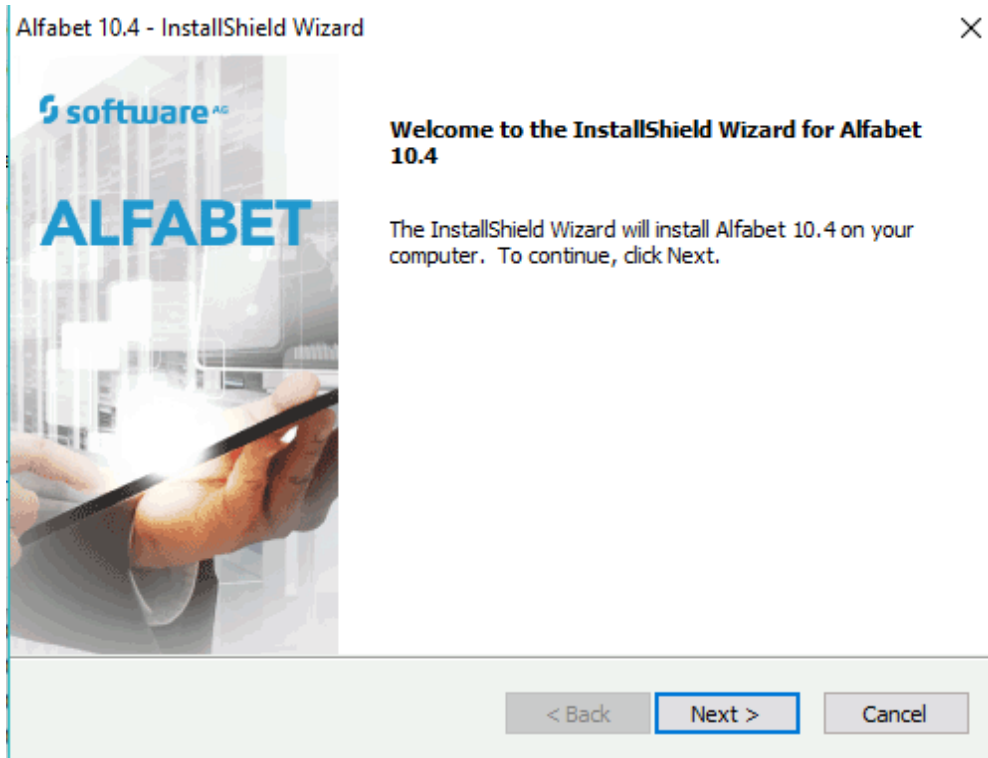 Alfabet 10.4 - InstallShield Wizard
software AG
ALFABET
Welcome to the InstallShield Wizard for Alfabet
10.4
The InstallShield Wizard will install Alfabet 10.4 on your
computer.  To continue, click Next.
< Back
Next >
Cancel